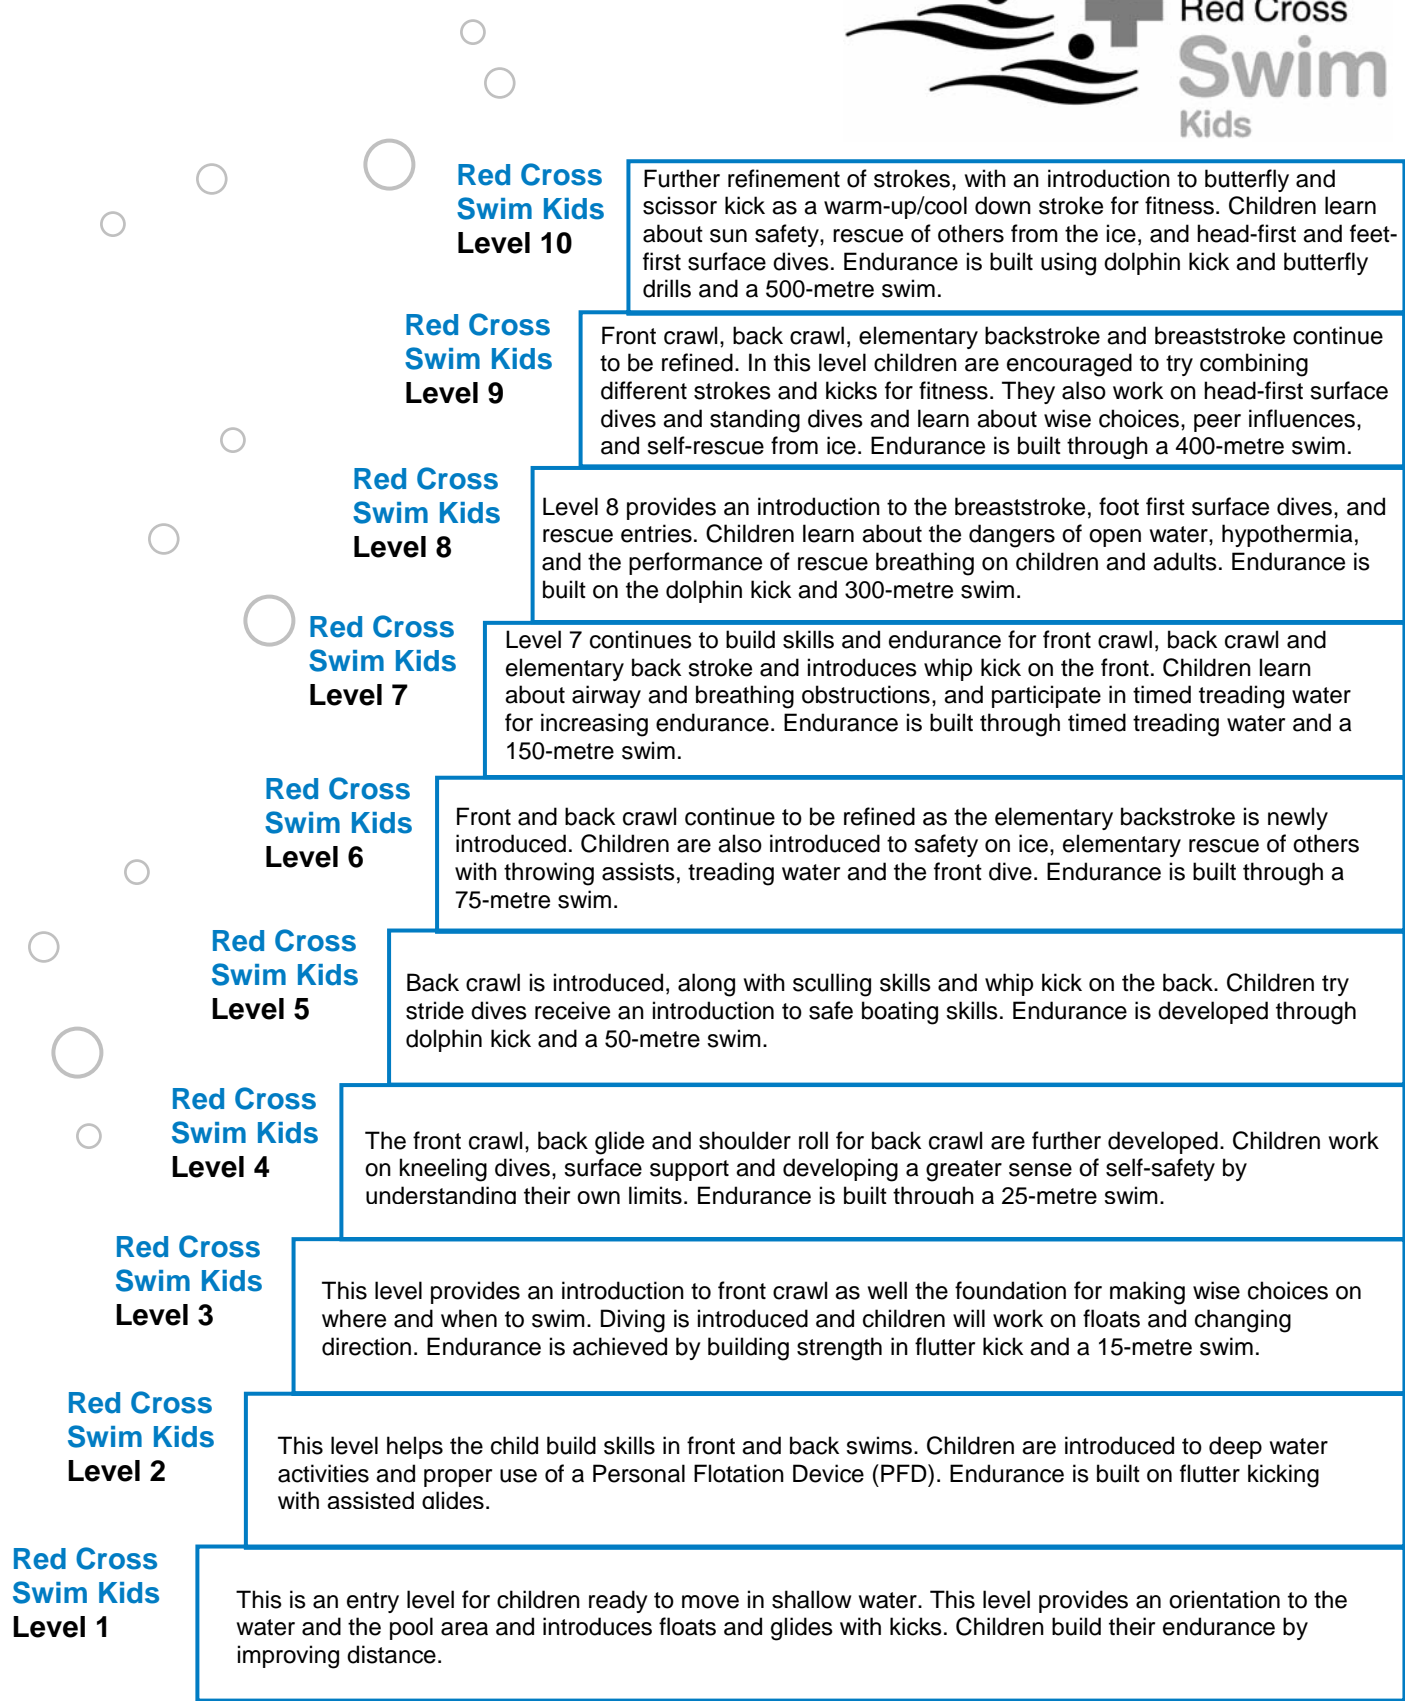 Red Cross
Swim
Kids
Red Cross
Swim Kids
Level 10
Further refinement of strokes, with an introduction to butterfly and
scissor kick as a warm-up/cool down stroke for fitness. Children learn
about sun safety, rescue of others from the ice, and head-first and feet-
first surface dives. Endurance is built using dolphin kick and butterfly
drills and a 500-metre swim.
Red Cross
Swim Kids
Level 9
Front crawl, back crawl, elementary backstroke and breaststroke continue
to be refined. In this level children are encouraged to try combining
different strokes and kicks for fitness. They also work on head-first surface
dives and standing dives and learn about wise choices, peer influences,
and self-rescue from ice. Endurance is built through a 400-metre swim.
Red Cross
Swim Kids
Level 8
Level 8 provides an introduction to the breaststroke, foot first surface dives, and
rescue entries. Children learn about the dangers of open water, hypothermia,
and the performance of rescue breathing on children and adults. Endurance is
built on the dolphin kick and 300-metre swim.
Red Cross
Swim Kids
Level 7
Level 7 continues to build skills and endurance for front crawl, back crawl and
elementary back stroke and introduces whip kick on the front. Children learn
about airway and breathing obstructions, and participate in timed treading water
for increasing endurance. Endurance is built through timed treading water and a
150-metre swim.
Red Cross
Swim Kids
Level 6
Front and back crawl continue to be refined as the elementary backstroke is newly
introduced. Children are also introduced to safety on ice, elementary rescue of others
with throwing assists, treading water and the front dive. Endurance is built through a
75-metre swim.
Red Cross
Swim Kids
Level 5
Back crawl is introduced, along with sculling skills and whip kick on the back. Children try
stride dives receive an introduction to safe boating skills. Endurance is developed through
dolphin kick and a 50-metre swim.
Red Cross
Swim Kids
Level 4
The front crawl, back glide and shoulder roll for back crawl are further developed. Children work
on kneeling dives, surface support and developing a greater sense of self-safety by
understanding their own limits. Endurance is built through a 25-metre swim.
Red Cross
Swim Kids
Level 3
This level provides an introduction to front crawl as well the foundation for making wise choices on
where and when to swim. Diving is introduced and children will work on floats and changing
direction. Endurance is achieved by building strength in flutter kick and a 15-metre swim.
Red Cross
Swim Kids
Level 2
This level helps the child build skills in front and back swims. Children are introduced to deep water
activities and proper use of a Personal Flotation Device (PFD). Endurance is built on flutter kicking
with assisted glides.
Red Cross
Swim Kids
Level 1
This is an entry level for children ready to move in shallow water. This level provides an orientation to the
water and the pool area and introduces floats and glides with kicks. Children build their endurance by
improving distance.